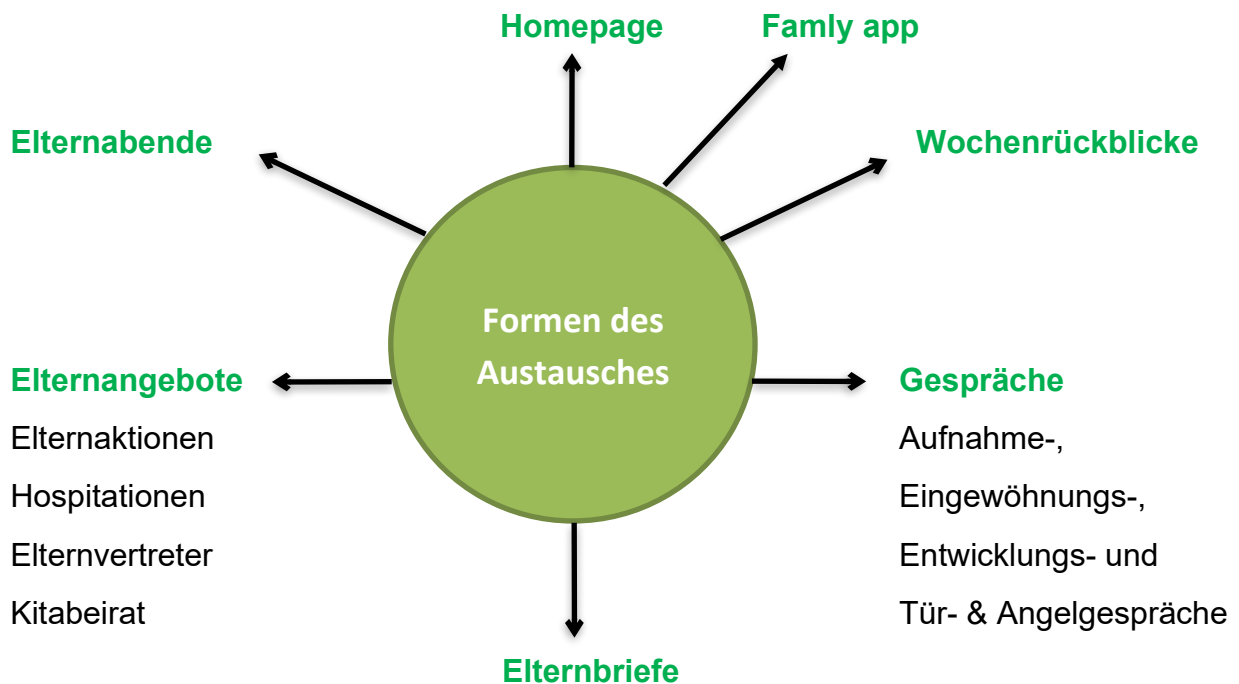 Homepage
Famly app
Elternabende
Wochenrückblicke
Formen des
Austausches
Elternangebote
Elternaktionen
Hospitationen
Elternvertreter
Kitabeirat
Gespräche
Aufnahme-,
Eingewöhnungs-,
Entwicklungs- und
Tür- & Angelgespräche
Elternbriefe